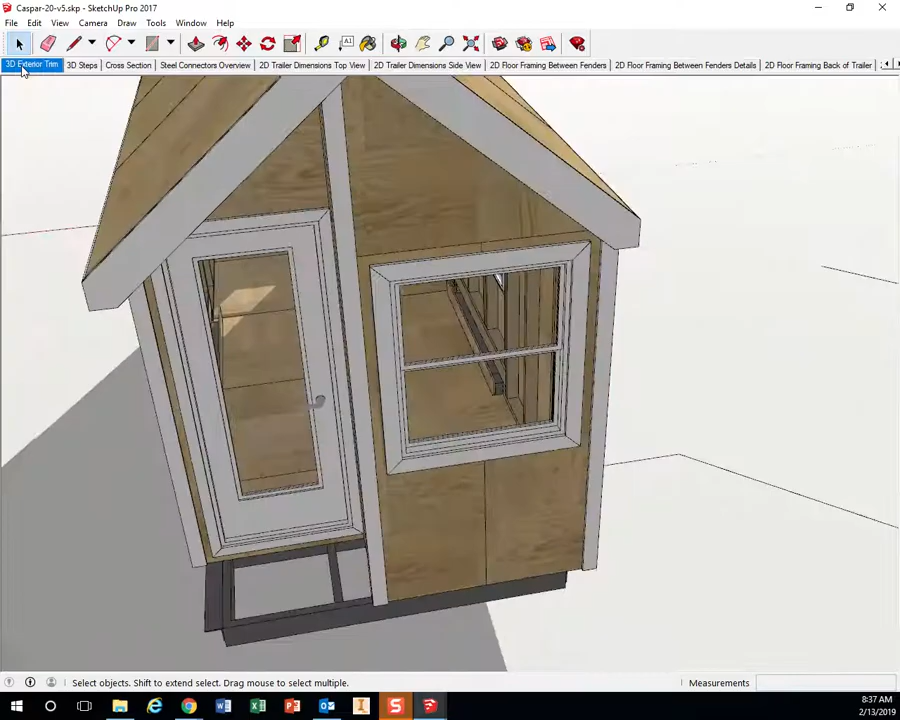 Caspar-20-v5.skp - SketchUp Pro 2017
File Edit View Camera Draw Tools Window Help
3D Exterior Trim 3D Steps Cross Section Steel Connectors Overview 2D Trailer Dimensions Top View 2D Trailer Dimensions Side View 2D Floor Framing Between Fenders 2D Floor Framing Between Fenders Details 2D Floor Framing Back of Trailer
Select objects. Shift to extend select. Drag mouse to select multiple.
Measurements
8:37 AM
2/13/2019